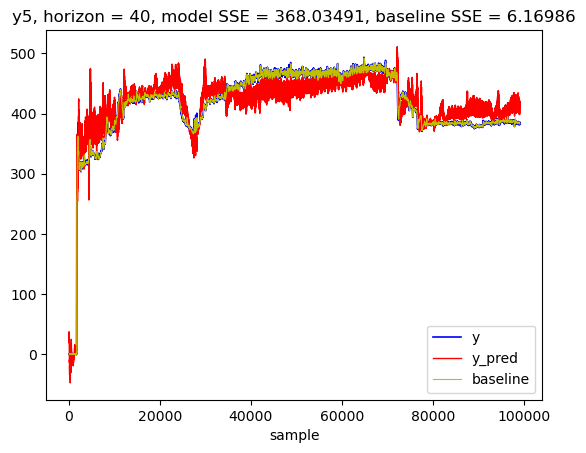 y5, horizon = 40, model SSE = 368.03491, baseline SSE = 6.16986
500
400
300
200
100
0
0 20000 40000 60000 80000 100000
sample
y
y_pred
baseline